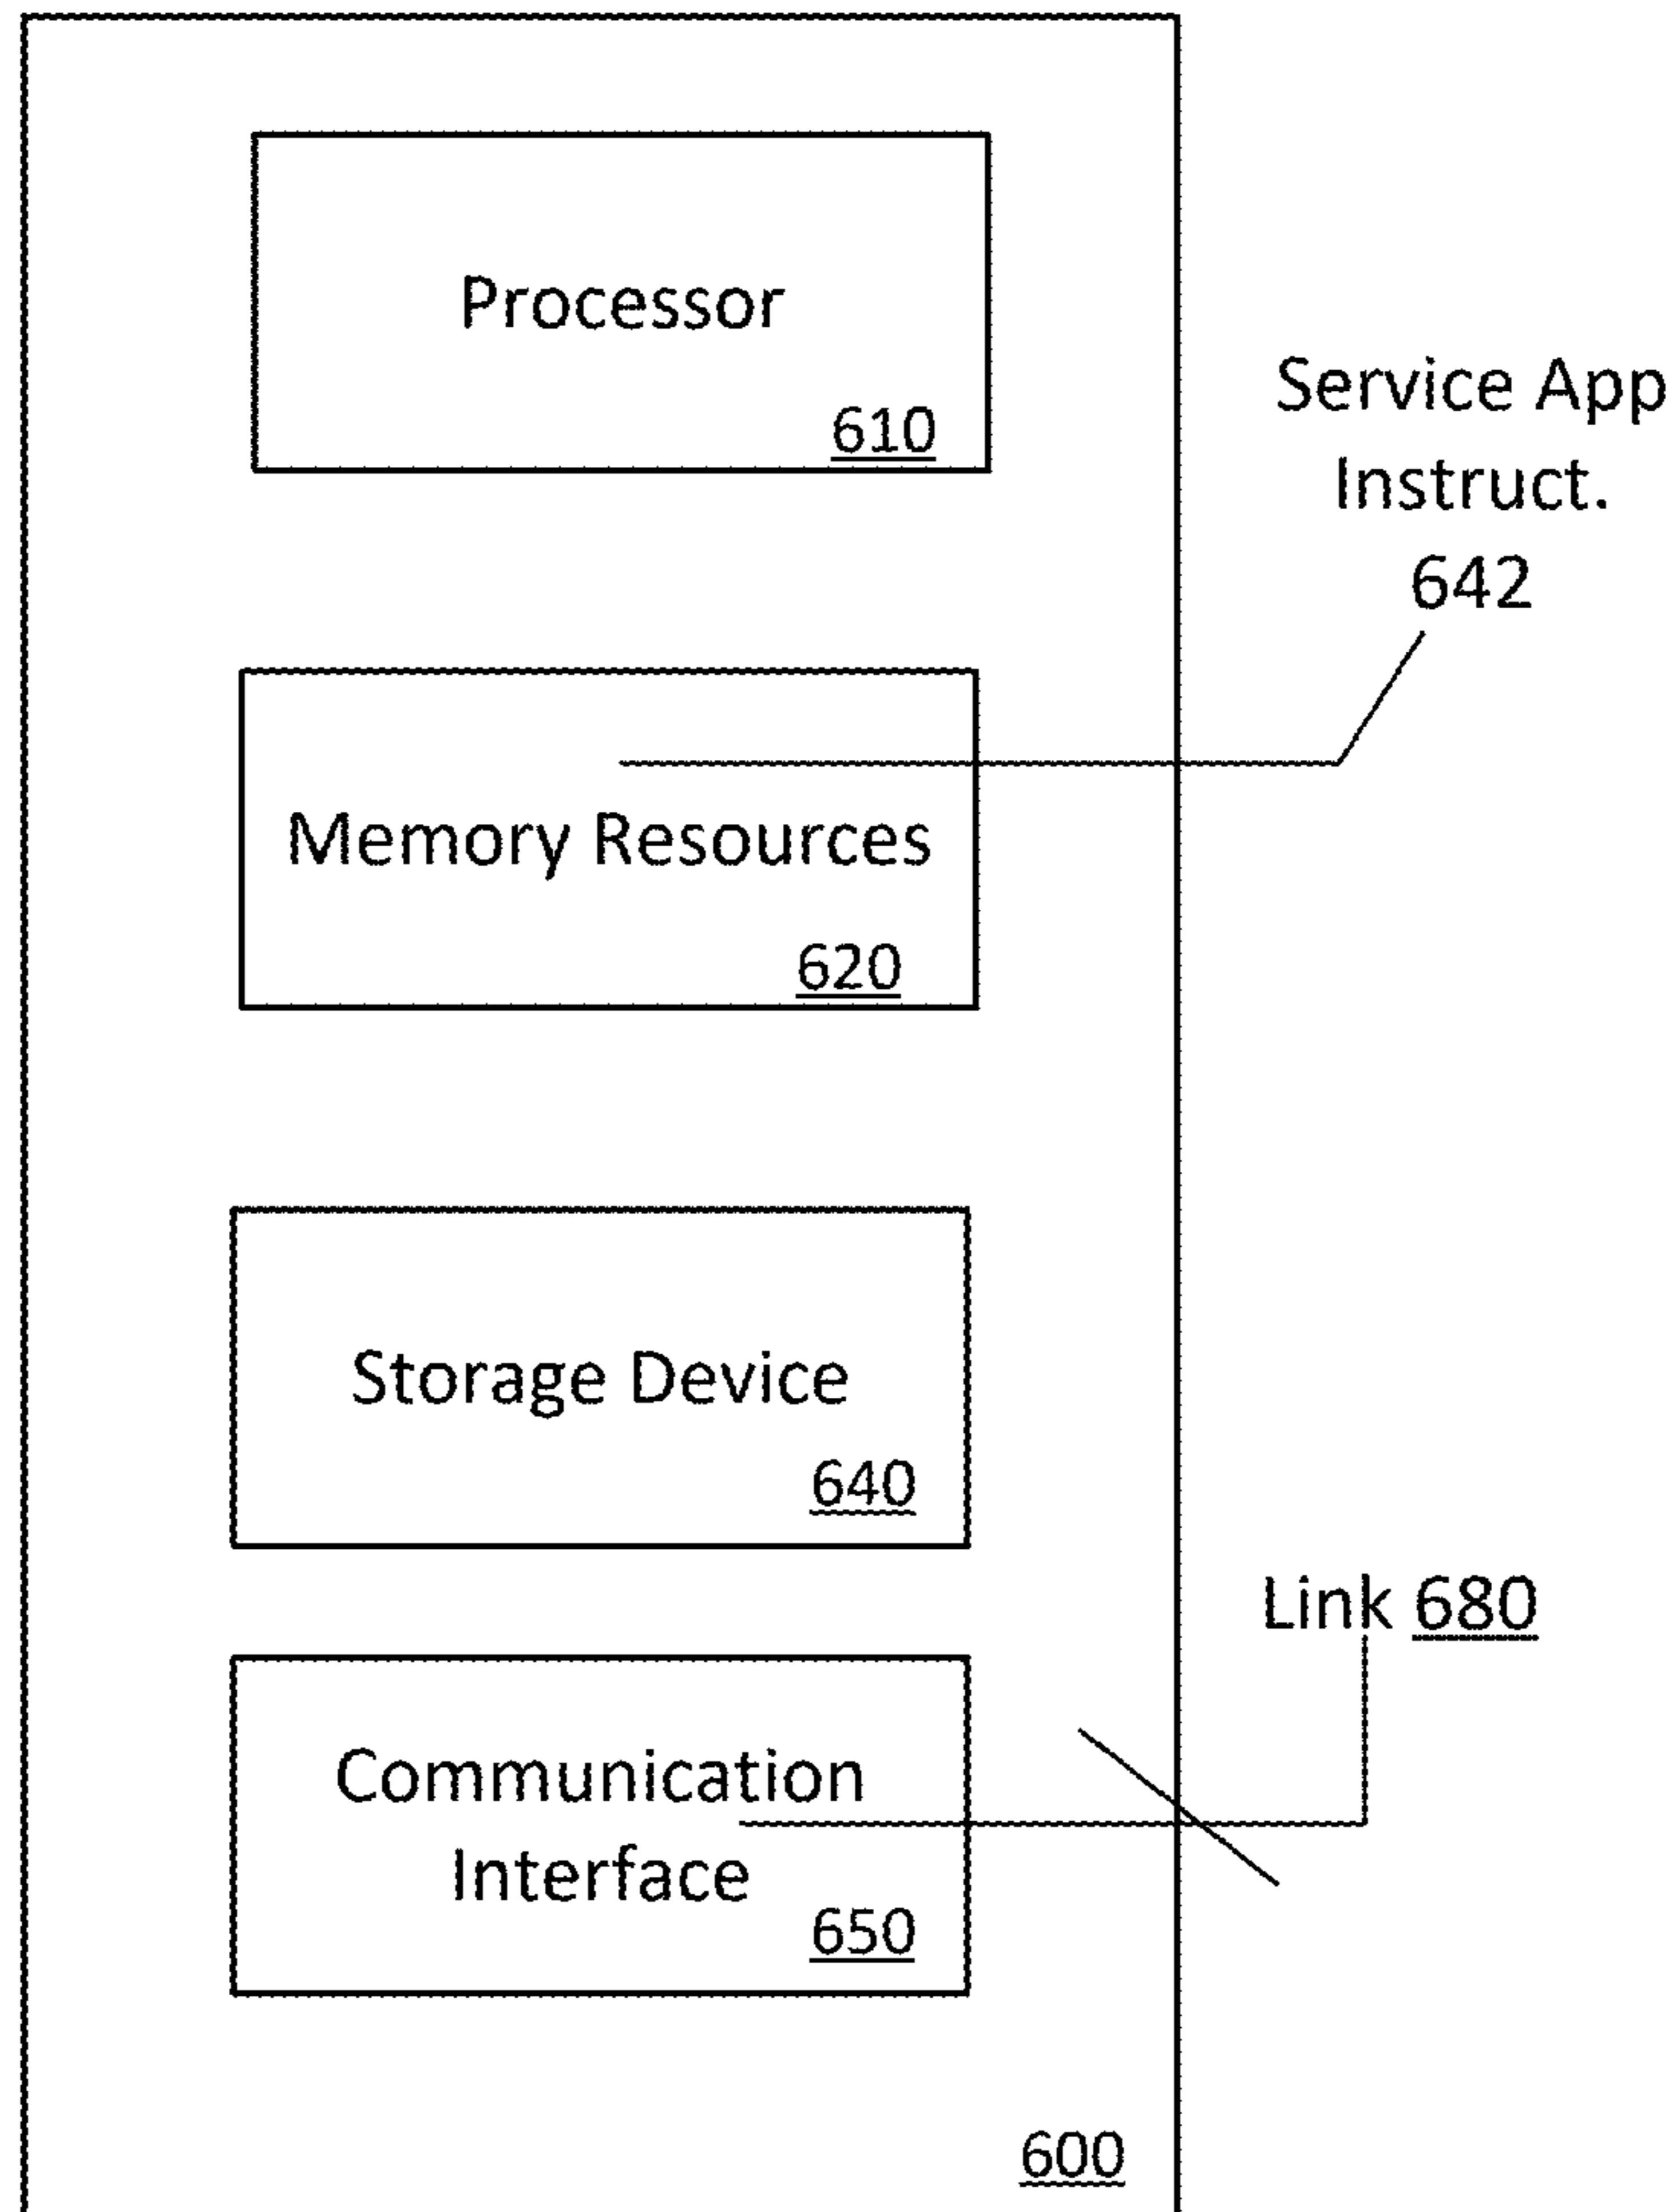 Processor
610
Service App
Instruct.
642
Memory Resources
620
Storage Device
640
Link 680
Communication
Interface
650
600